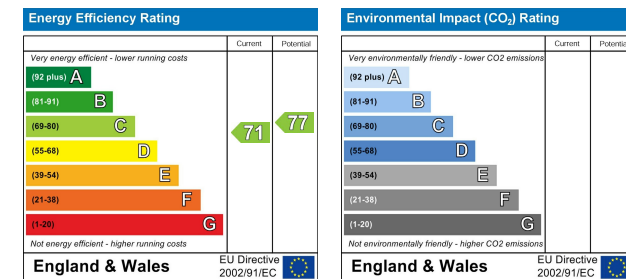 Energy Efficiency Rating
Current Potential
Very energy efficient - lower running costs
(92 plus) A
(81-91) B
(69-80) C
(55-68) D
(39-54) E
(21-38) F
(1-20) G
71
77
Not energy efficient - higher running costs
England & Wales
EU Directive
2002/91/EC
Environmental Impact (CO₂) Rating
Current Potential
Very environmentally friendly - lower CO2 emissions
(92 plus) A
(81-91) B
(69-80) C
(55-68) D
(39-54) E
(21-38) F
(1-20) G
Not environmentally friendly - higher CO2 emissions
England & Wales
EU Directive
2002/91/EC